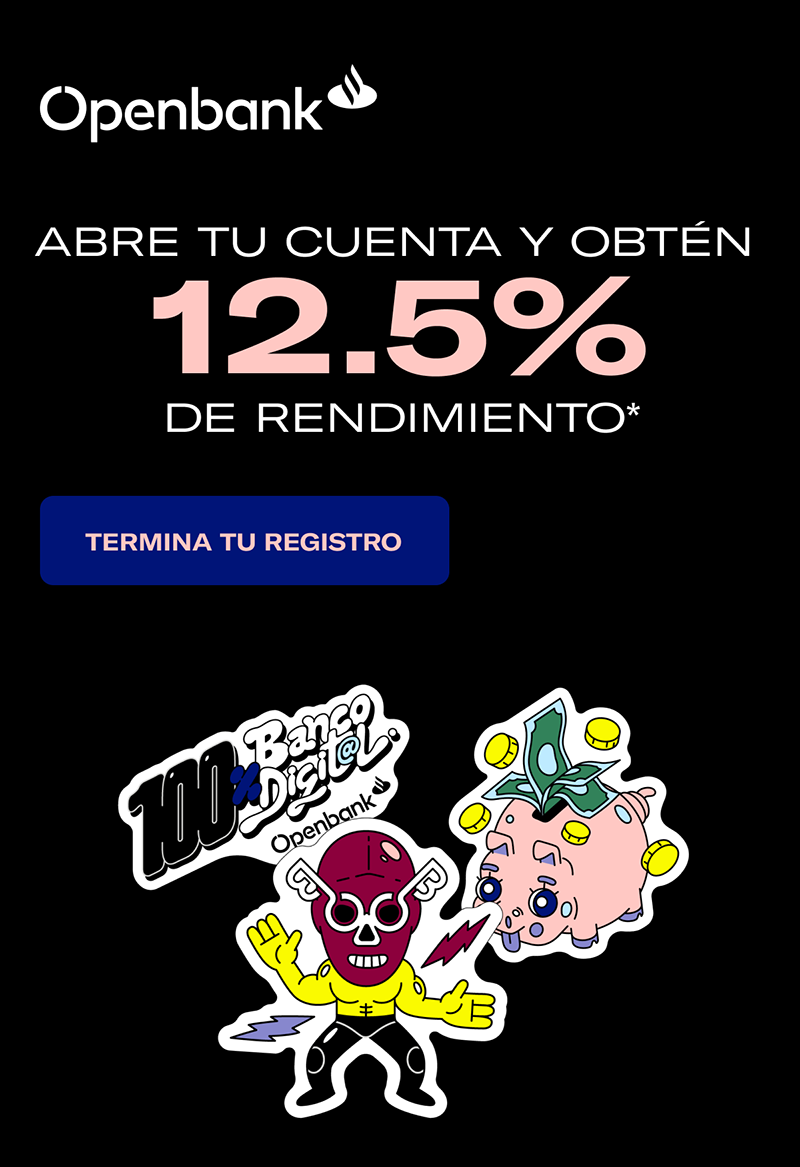 Openbank
ABRE TU CUENTA Y OBTÉN
12.5%
DE RENDIMIENTO*
TERMINA TU REGISTRO
100% Banco
Digit@l.
Openbank